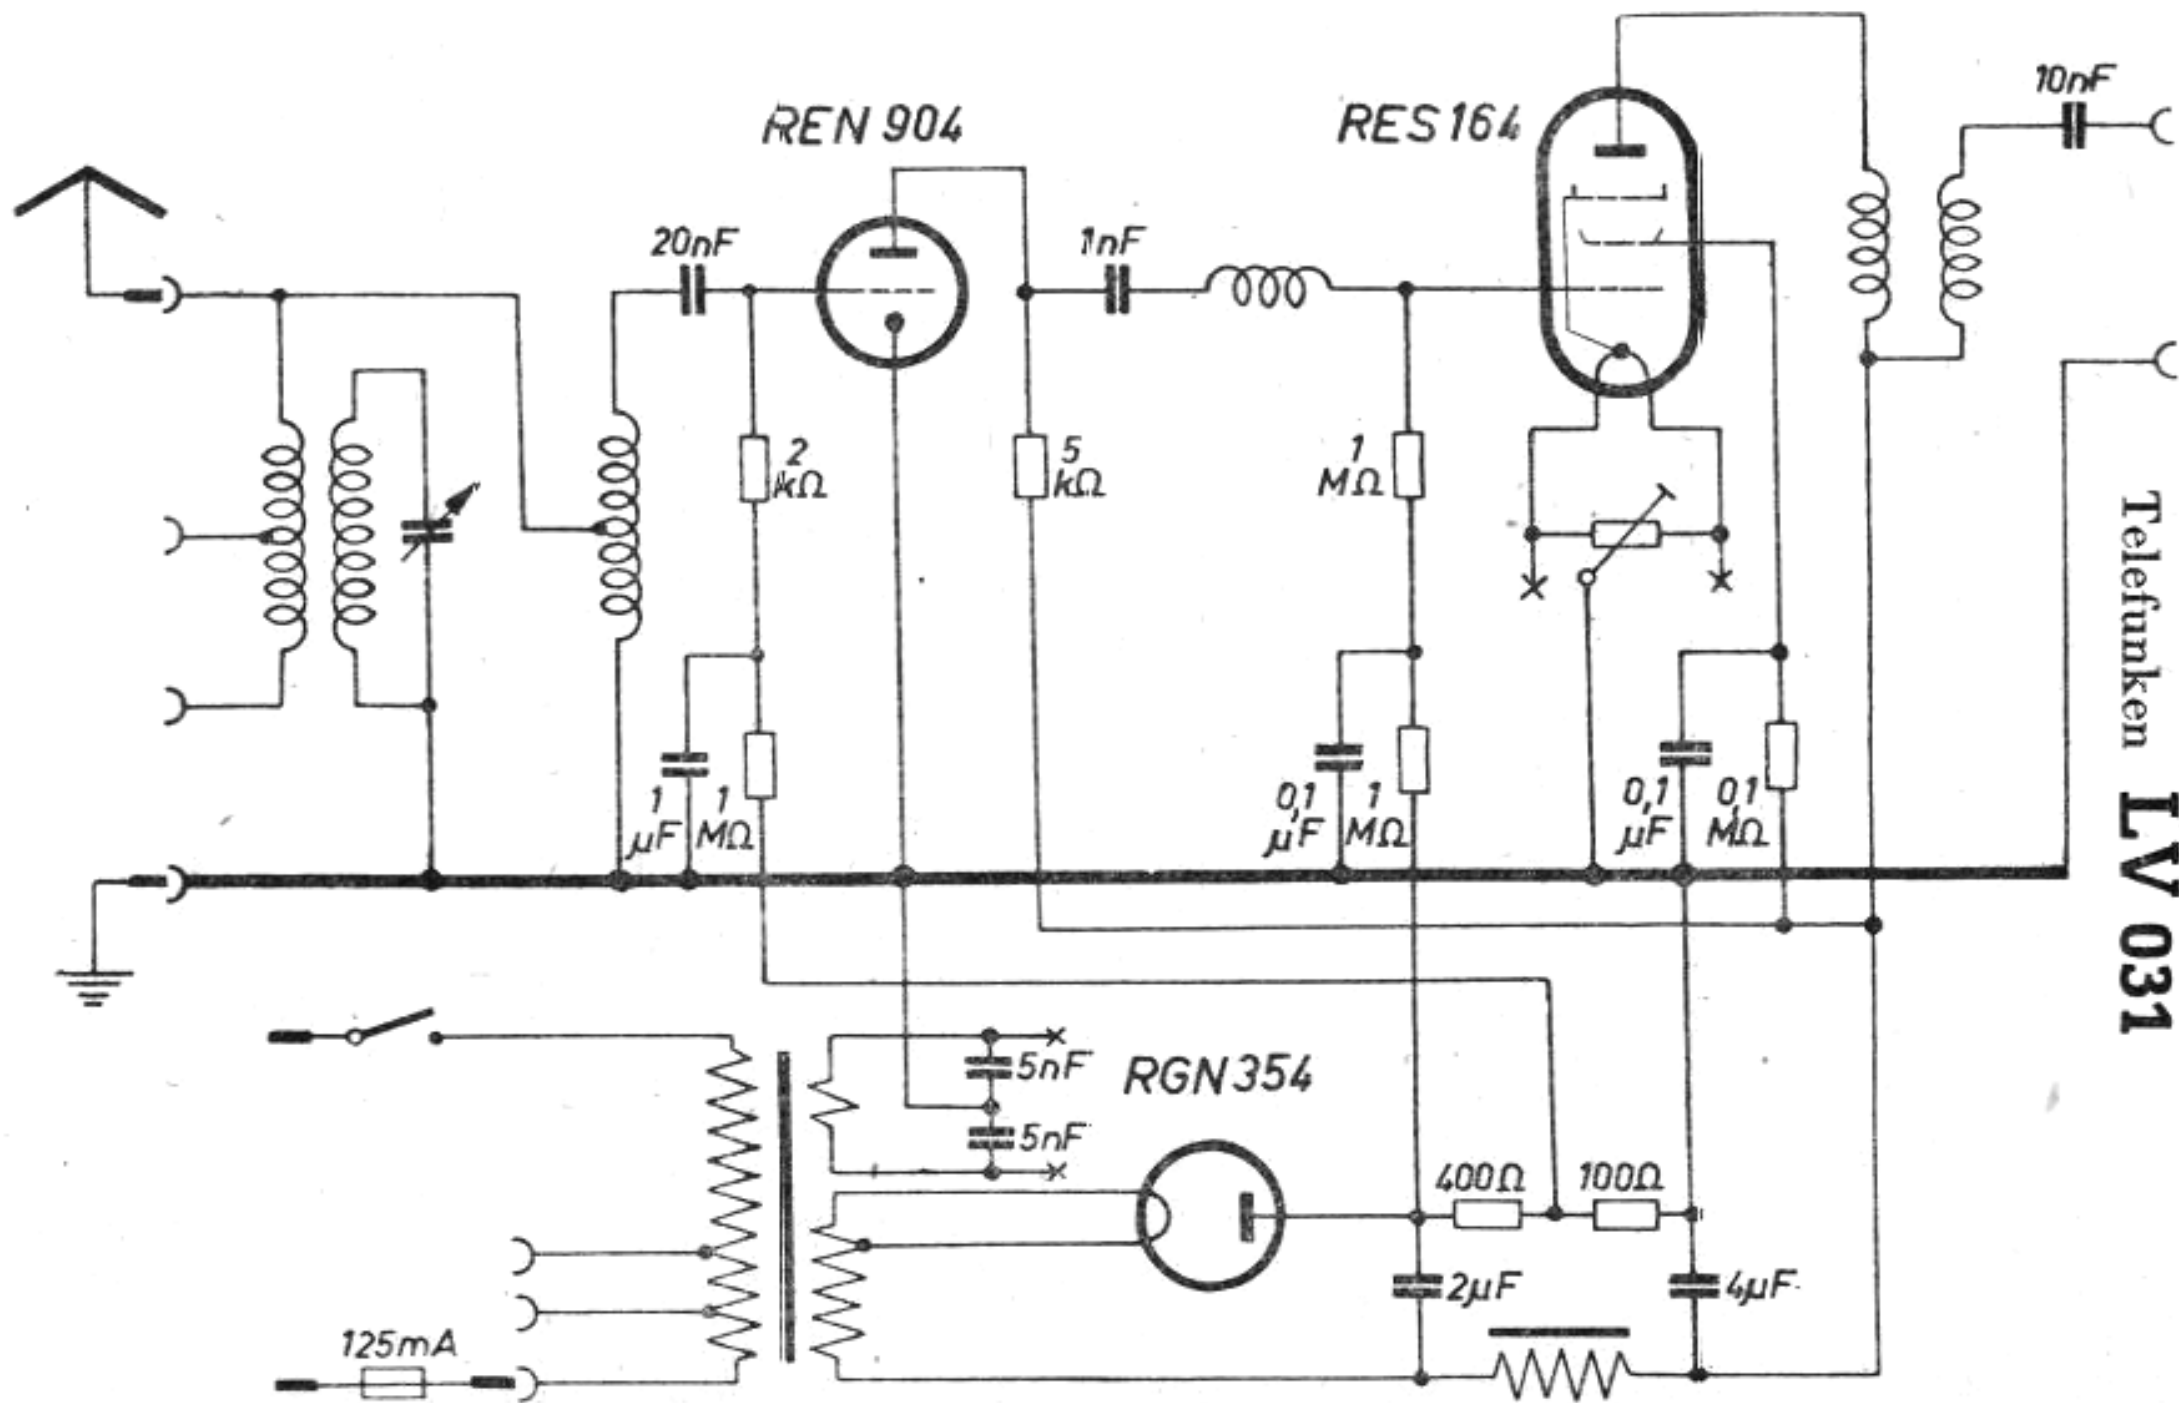 REN 904
RES 164
10nF
20nF
1nF
2
kΩ
5
kΩ
1
MΩ
1
µF
1
MΩ
0,1
µF
1
MΩ
0,1
µF
0,1
MΩ
5nF
5nF
RGN 354
400Ω
100Ω
2µF
4µF
125mA
Telefunken LV 031